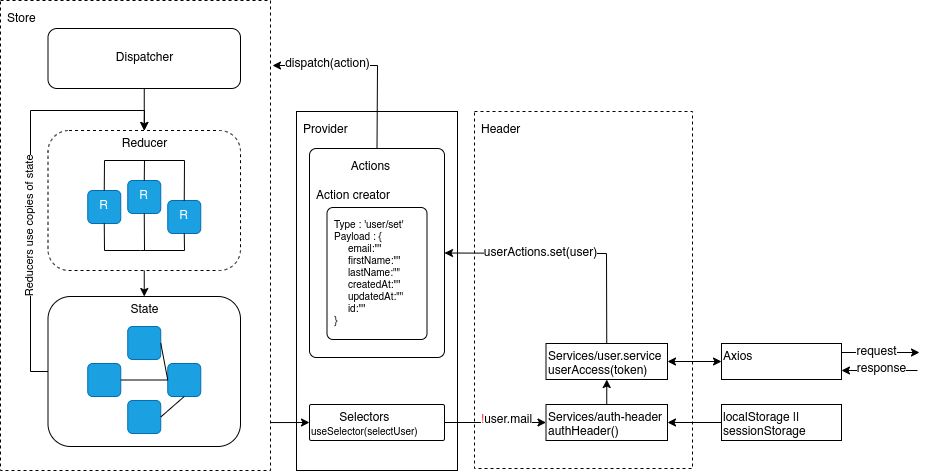 Store
Dispatcher
Reducer
R
R
R
Reducers use copies of state
State
dispatch(action)
Provider
Actions
Action creator
Type : 'user/set'
Payload : {
email:""
firstName:""
lastName:""
createdAt:""
updatedAt:""
id:""
}
Selectors
useSelector(selectUser)
Header
userActions.set(user)
Services/user.service
userAccess(token)
!user.mail
Services/auth-header
authHeader()
Axios
request
response
localStorage ||
sessionStorage